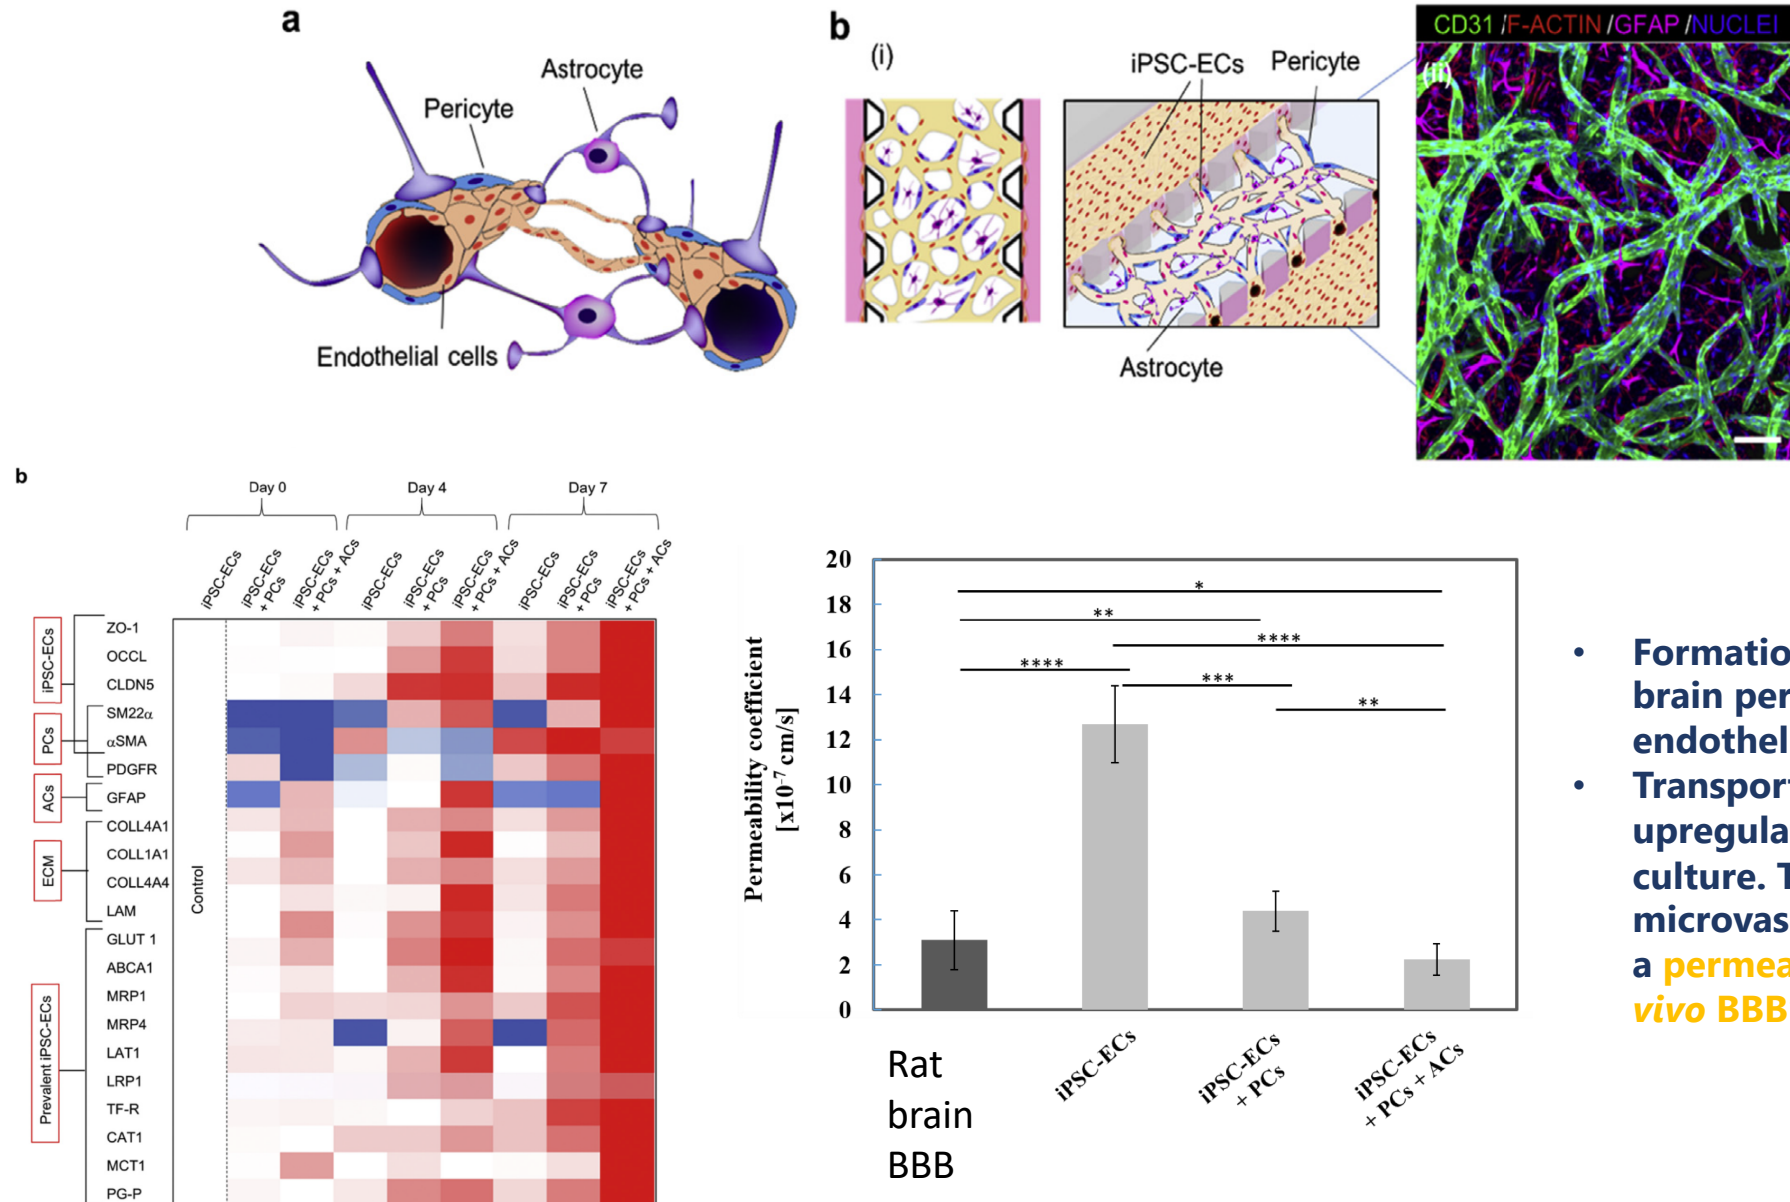 a
Astrocyte
Pericyte
Endothelial cells
b
(i)
iPSC-ECs
Pericyte
Astrocyte
CD31 /F-ACTIN /GFAP /NUCLEI
(ii)
b
Day 0
Day 4
Day 7
iPSC-ECs
iPSC-ECs
+ PCs
iPSC-ECs
+ PCs + ACs
iPSC-ECs
iPSC-ECs
+ PCs
iPSC-ECs
+ PCs + ACs
iPSC-ECs
iPSC-ECs
+ PCs
iPSC-ECs
+ PCs + ACs
iPSC-ECs
PCs
ACs
ECM
Prevalent iPSC-ECs
ZO-1
OCCL
CLDN5
SM22α
αSMA
PDGFR
GFAP
COLL4A1
COLL1A1
COLL4A4
LAM
GLUT 1
ABCA1
MRP1
MRP4
LAT1
LRP1
TF-R
CAT1
MCT1
PG-P
Control
Permeability coefficient
[x10⁻⁷ cm/s]
20
18
16
14
12
10
8
6
4
2
0
*
**
****
****
***
**
Rat
brain
BBB
iPSC-ECs
iPSC-ECs
+ PCs
iPSC-ECs
+ PCs + ACs
• Formatio
brain per
endothel
• Transport
upregula
culture. T
microvas
a permea
vivo BBB